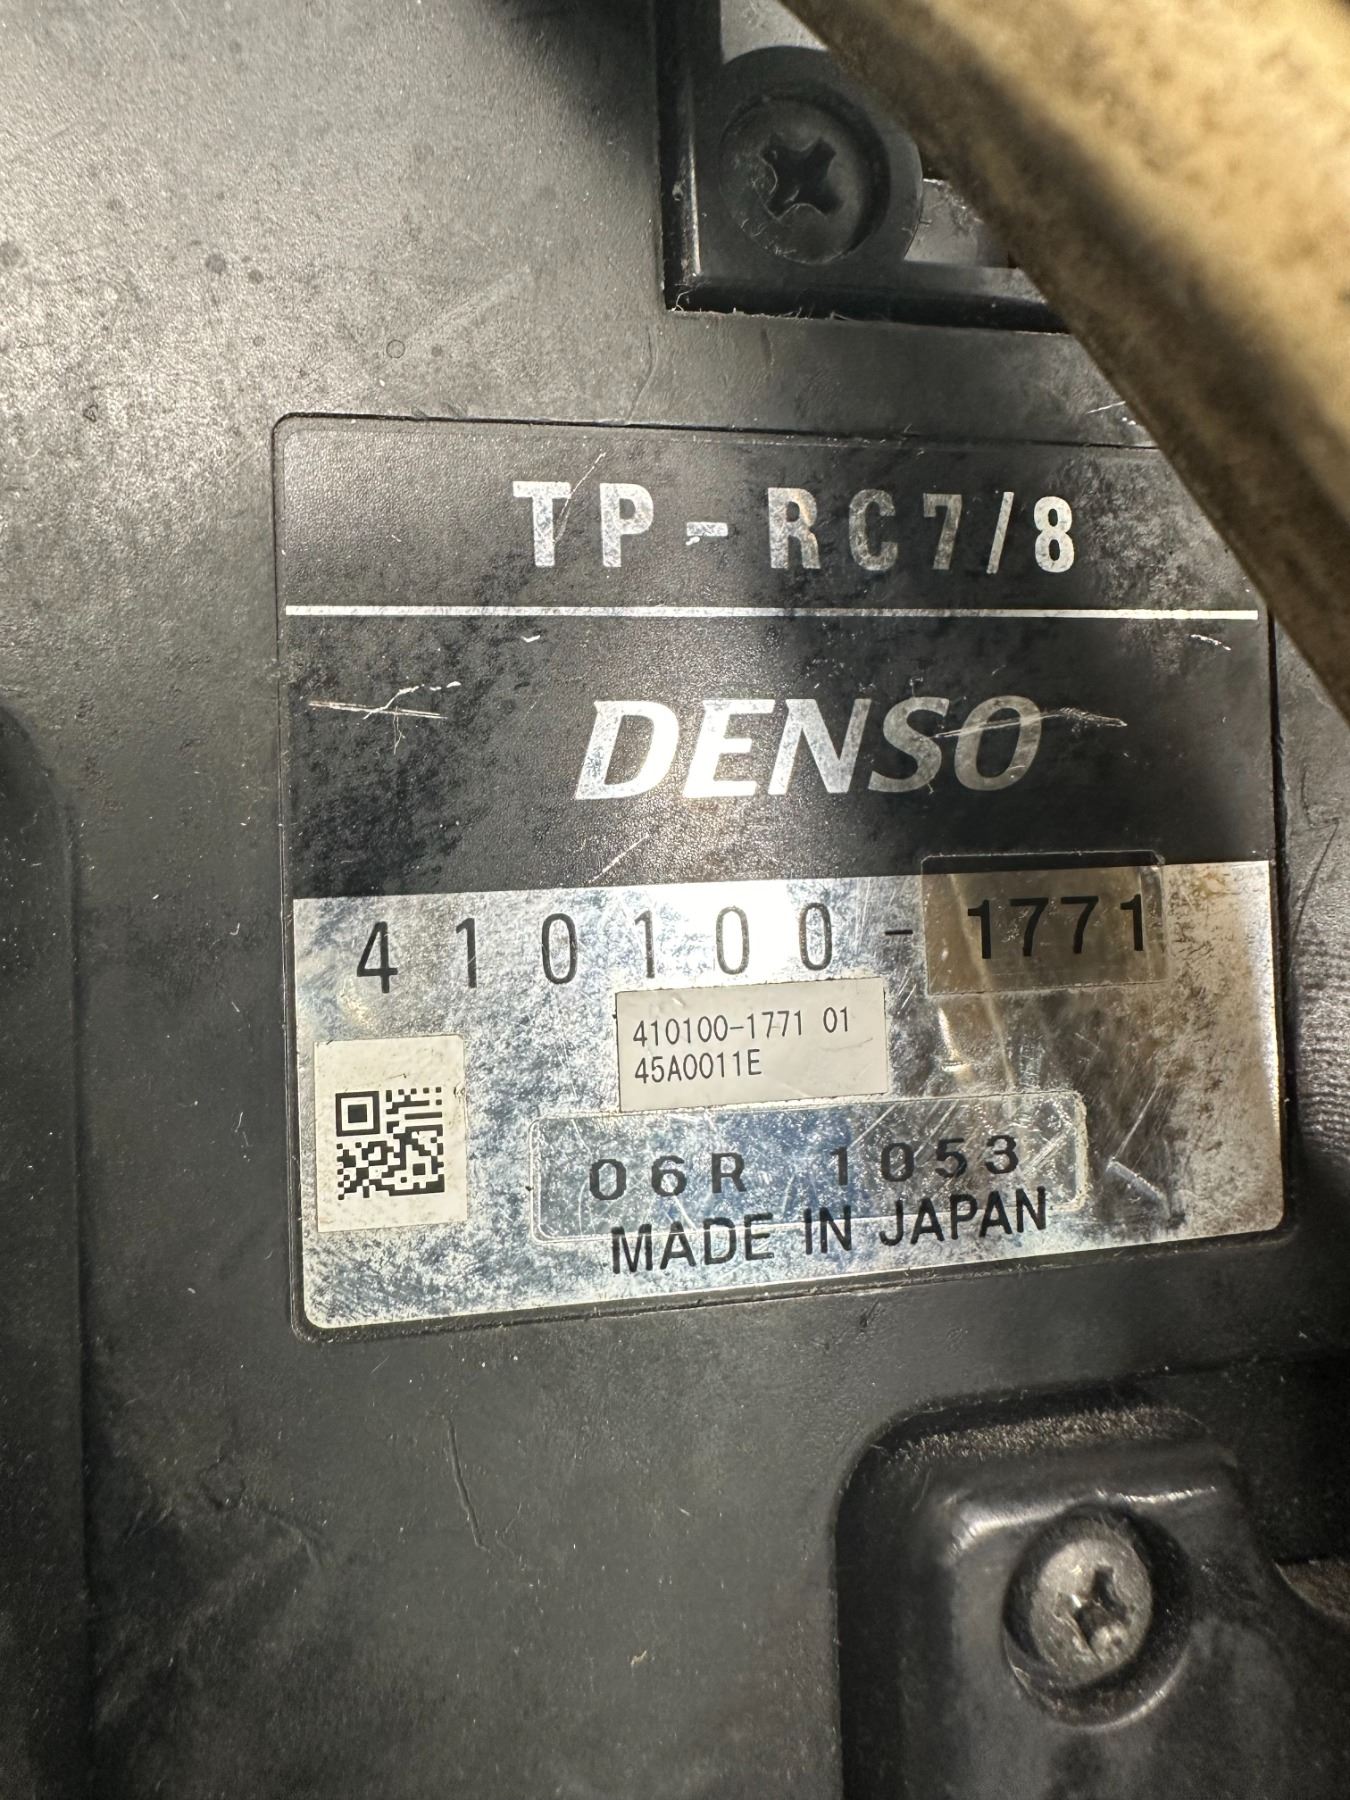 TP-RC7/8
DENSO
410100-1771
410100-1771 01
45A0011E
06R 1053
MADE IN JAPAN